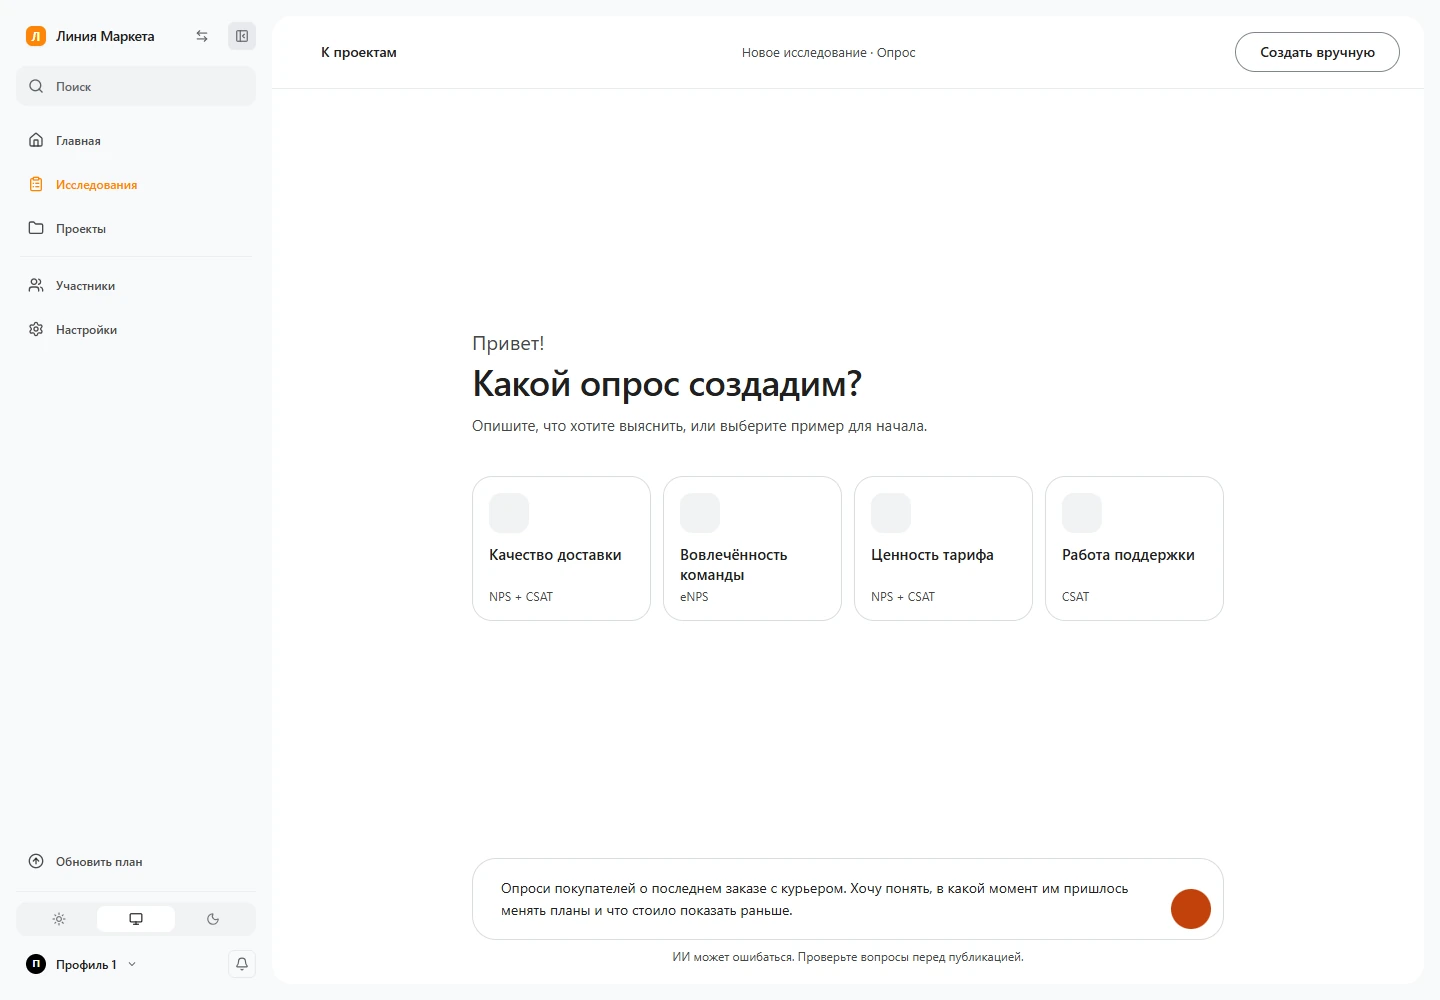 Л Линия Маркета
Поиск
Главная
Исследования
Проекты
Участники
Настройки
Обновить план
П Профиль 1
К проектам
Новое исследование · Опрос
Создать вручную
Привет!
Какой опрос создадим?
Опишите, что хотите выяснить, или выберите пример для начала.
Качество доставки
NPS + CSAT
Вовлечённость
команды
eNPS
Ценность тарифа
NPS + CSAT
Работа поддержки
CSAT
Опроси покупателей о последнем заказе с курьером. Хочу понять, в какой момент им пришлось
менять планы и что стоило показать раньше.
ИИ может ошибаться. Проверьте вопросы перед публикацией.